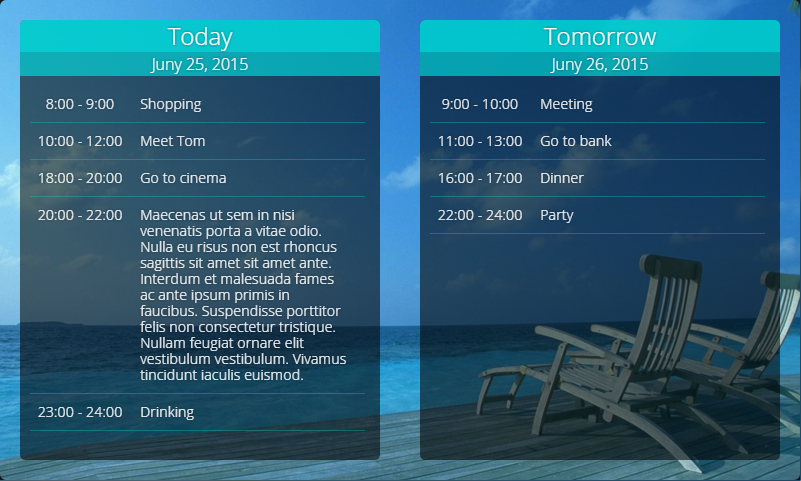 Today
Juny 25, 2015
8:00 - 9:00 Shopping
10:00 - 12:00 Meet Tom
18:00 - 20:00 Go to cinema
20:00 - 22:00 Maecenas ut sem in nisi
venenatis porta a vitae odio.
Nulla eu risus non est rhoncus
sagittis sit amet sit amet ante.
Interdum et malesuada fames
ac ante ipsum primis in
faucibus. Suspendisse porttitor
felis non consectetur tristique.
Nullam feugiat ornare elit
vestibulum vestibulum. Vivamus
tincidunt iaculis euismod.
23:00 - 24:00 Drinking
Tomorrow
Juny 26, 2015
9:00 - 10:00 Meeting
11:00 - 13:00 Go to bank
16:00 - 17:00 Dinner
22:00 - 24:00 Party